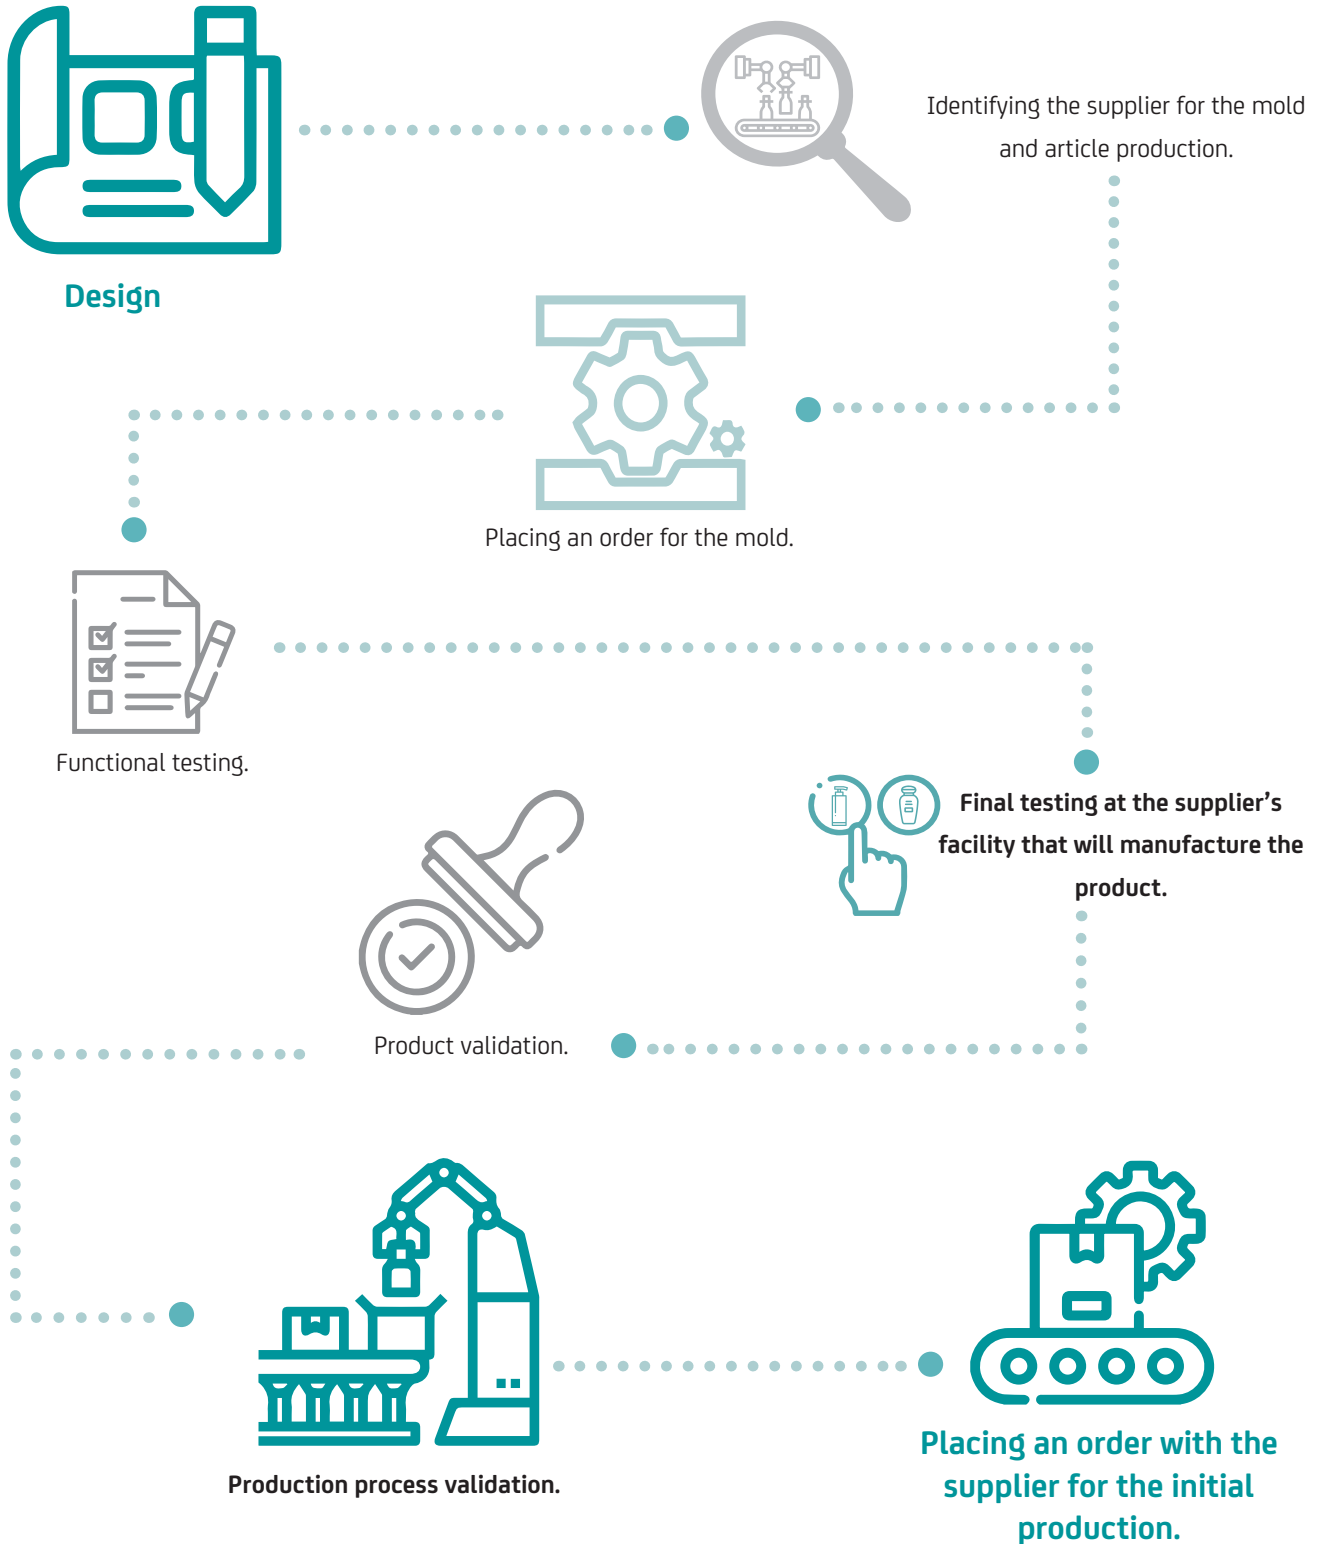 Design
Identifying the supplier for the mold
and article production.
Placing an order for the mold.
Functional testing.
Final testing at the supplier’s
facility that will manufacture the
product.
Product validation.
Production process validation.
Placing an order with the
supplier for the initial
production.